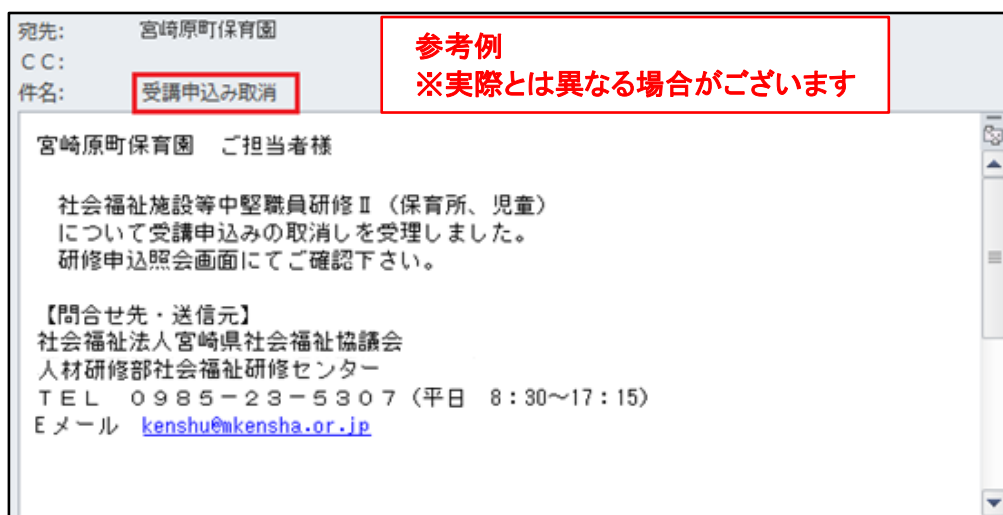 宛先: 宮崎原町保育園
CC:
件名: 受講申込み取消
参考例
※実際とは異なる場合がございます
宮崎原町保育園　ご担当者様
社会福祉施設等中堅職員研修Ⅱ（保育所、児童）
について受講申込みの取消しを受理しました。
研修申込照会画面にてご確認下さい。
【問合せ先・送信元】
社会福祉法人宮崎県社会福祉協議会
人材研修部社会福祉研修センター
ＴＥＬ　０９８５－２３－５３０７（平日　8：30～17：15）
Ｅメール　kenshu@mkensha.or.jp